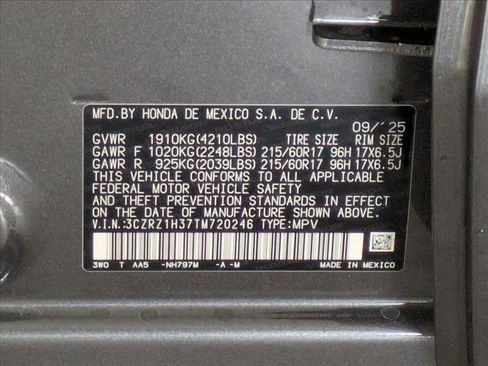 MFD. BY HONDA DE MEXICO S.A. DE C.V.
09/´25
GVWR 1910KG(4210LBS) TIRE SIZE RIM SIZE
GAWR F 1020KG(2248LBS) 215/60R17 96H 17X6.5J
GAWR R 925KG(2039LBS) 215/60R17 96H 17X6.5J
THIS VEHICLE CONFORMS TO ALL APPLICABLE
FEDERAL MOTOR VEHICLE SAFETY
AND THEFT PREVENTION STANDARDS IN EFFECT
ON THE DATE OF MANUFACTURE SHOWN ABOVE.
V.I.N.:3CZRZ1H37TM720246 TYPE:MPV
3W0 T AA5 -NH797M -A -M MADE IN MEXICO